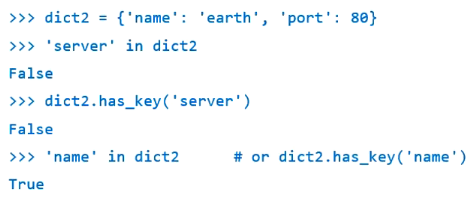 >>> dict2 = {'name': 'earth', 'port': 80}
>>> 'server' in dict2
False
>>> dict2.has_key('server')
False
>>> 'name' in dict2      # or dict2.has_key('name')
True